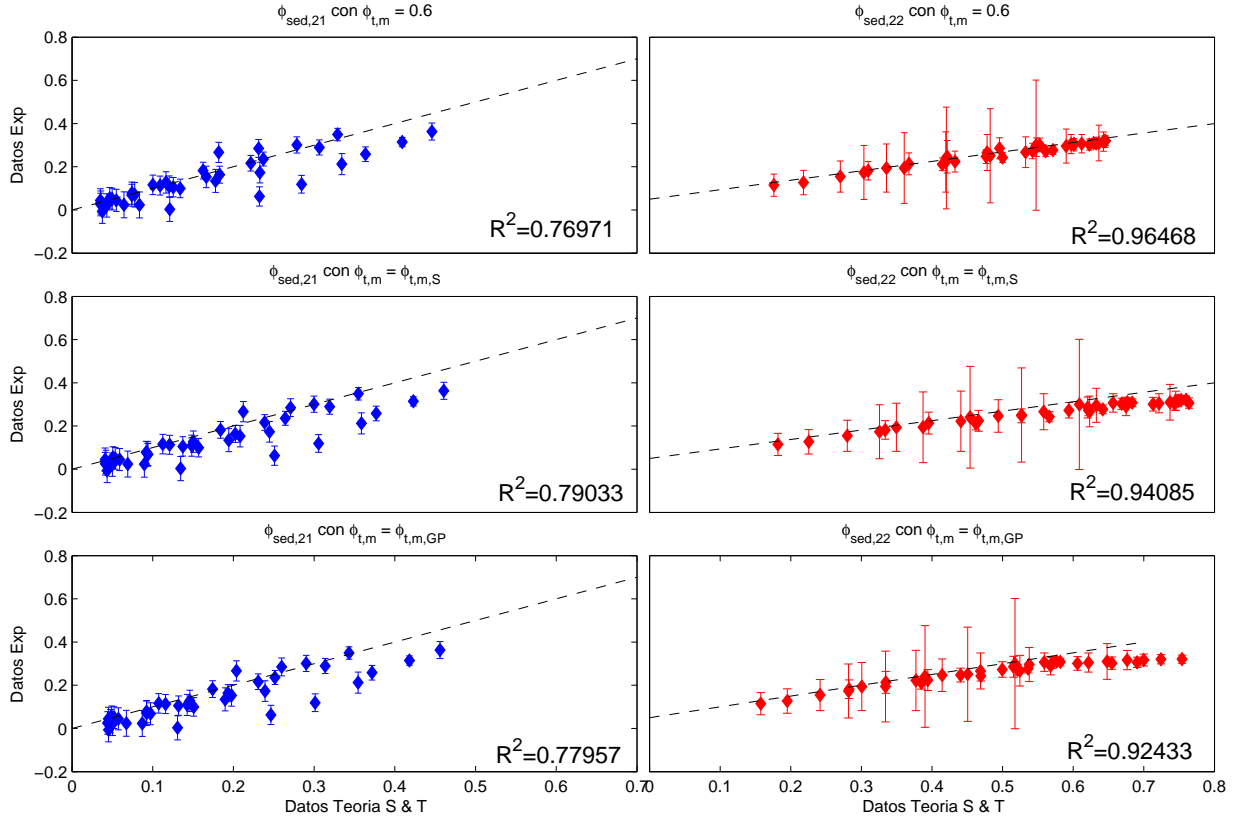 ϕsed,21 con ϕt,m = 0.6
ϕsed,22 con ϕt,m = 0.6
0.8
0.6
0.4
0.2
0
−0.2
Datos Exp
R2=0.76971
R2=0.96468
ϕsed,21 con ϕt,m = ϕt,m,S
ϕsed,22 con ϕt,m = ϕt,m,S
0.8
0.6
0.4
0.2
0
−0.2
Datos Exp
R2=0.79033
R2=0.94085
ϕsed,21 con ϕt,m = ϕt,m,GP
ϕsed,22 con ϕt,m = ϕt,m,GP
0.8
0.6
0.4
0.2
0
−0.2
Datos Exp
R2=0.77957
R2=0.92433
0 0.1 0.2 0.3 0.4 0.5 0.6 0.7
0 0.1 0.2 0.3 0.4 0.5 0.6 0.7 0.8
Datos Teoria S & T
Datos Teoria S & T